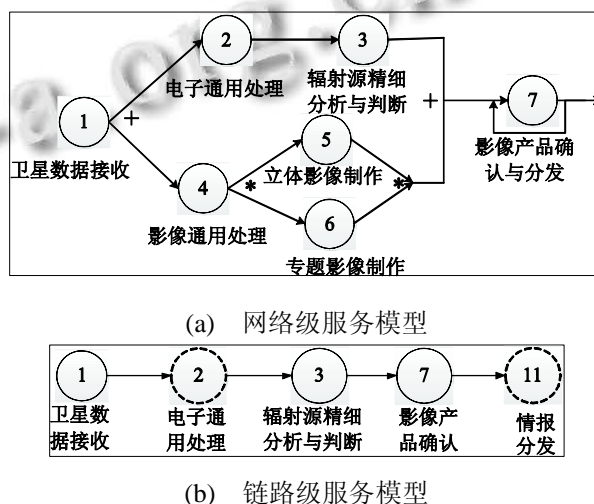 2
3
电子通用处理
辐射源精细
分析与判断
1
+
+
7
卫星数据接收
5
影像产品确
认与分发
立体影像制作
4
*
*
6
影像通用处理
专题影像制作
(a) 网络级服务模型
1
2
3
7
11
卫星数
据接收
电子通
用处理
辐射源精细
分析与判断
影像产
品确认
情报
分发
(b) 链路级服务模型